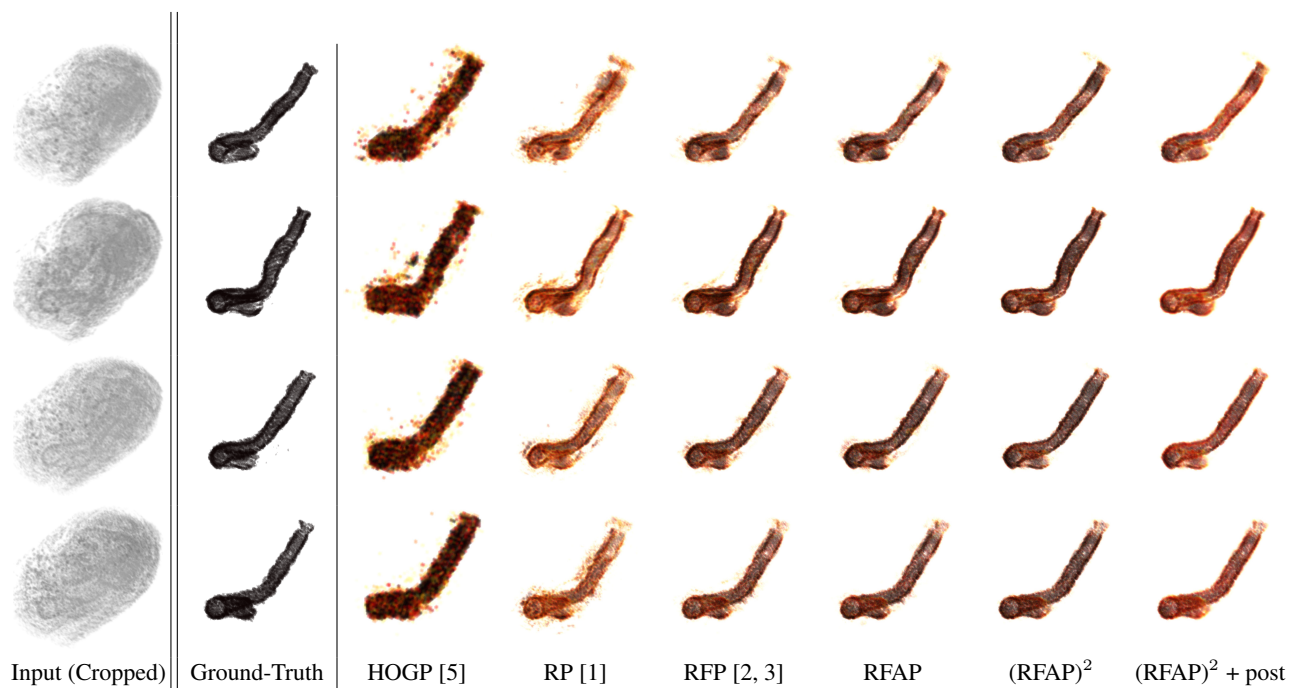 Input (Cropped) Ground-Truth HOGP [5] RP [1] RFP [2, 3] RFAP (RFAP)² (RFAP)² + post